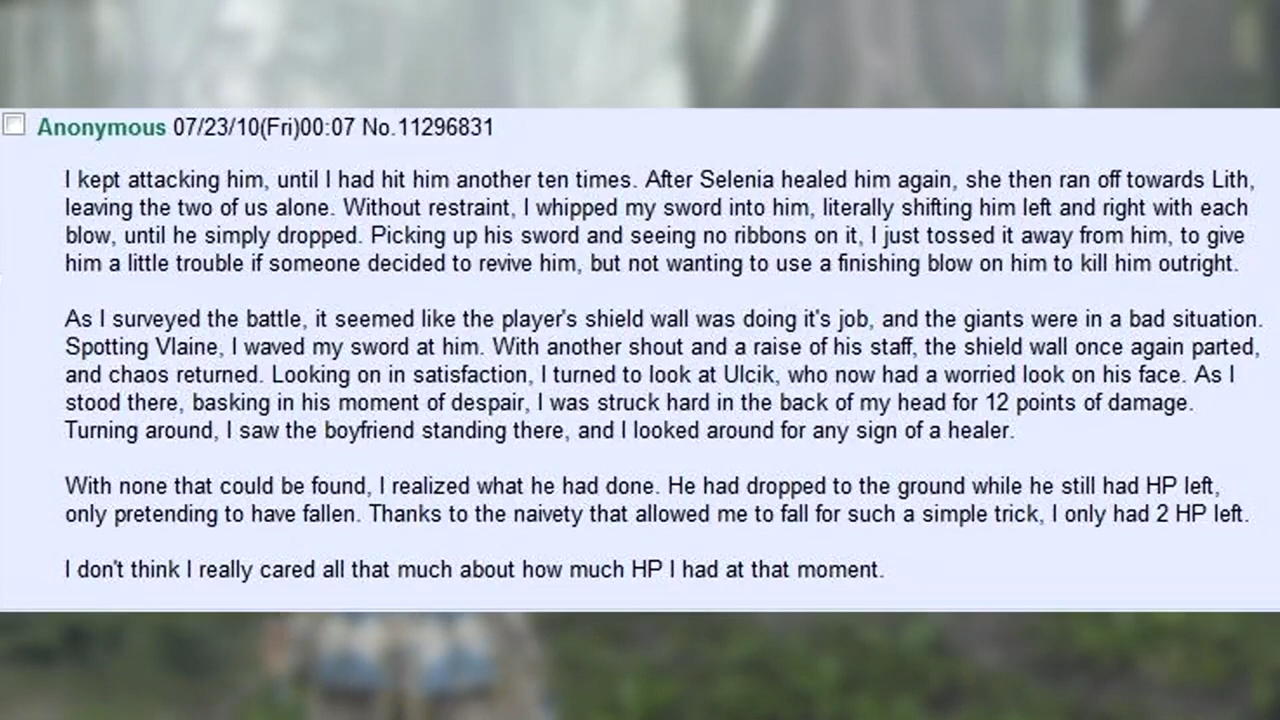 Anonymous 07/23/10(Fri)00:07 No.11296831
I kept attacking him, until I had hit him another ten times. After Selenia healed him again, she then ran off towards Lith,
leaving the two of us alone. Without restraint, I whipped my sword into him, literally shifting him left and right with each
blow, until he simply dropped. Picking up his sword and seeing no ribbons on it, I just tossed it away from him, to give
him a little trouble if someone decided to revive him, but not wanting to use a finishing blow on him to kill him outright.
As I surveyed the battle, it seemed like the player's shield wall was doing it's job, and the giants were in a bad situation.
Spotting Vlaine, I waved my sword at him. With another shout and a raise of his staff, the shield wall once again parted,
and chaos returned. Looking on in satisfaction, I turned to look at Ulcik, who now had a worried look on his face. As I
stood there, basking in his moment of despair, I was struck hard in the back of my head for 12 points of damage.
Turning around, I saw the boyfriend standing there, and I looked around for any sign of a healer.
With none that could be found, I realized what he had done. He had dropped to the ground while he still had HP left,
only pretending to have fallen. Thanks to the naivety that allowed me to fall for such a simple trick, I only had 2 HP left.
I don't think I really cared all that much about how much HP I had at that moment.